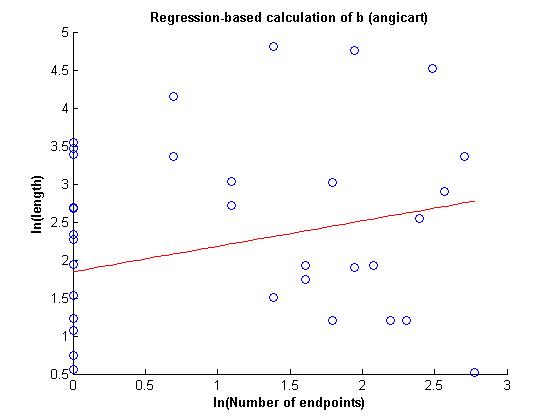 Regression-based calculation of b (angicart)
5
4.5
4
3.5
3
2.5
2
1.5
1
0.5
ln(length)
0 0.5 1 1.5 2 2.5 3
ln(Number of endpoints)